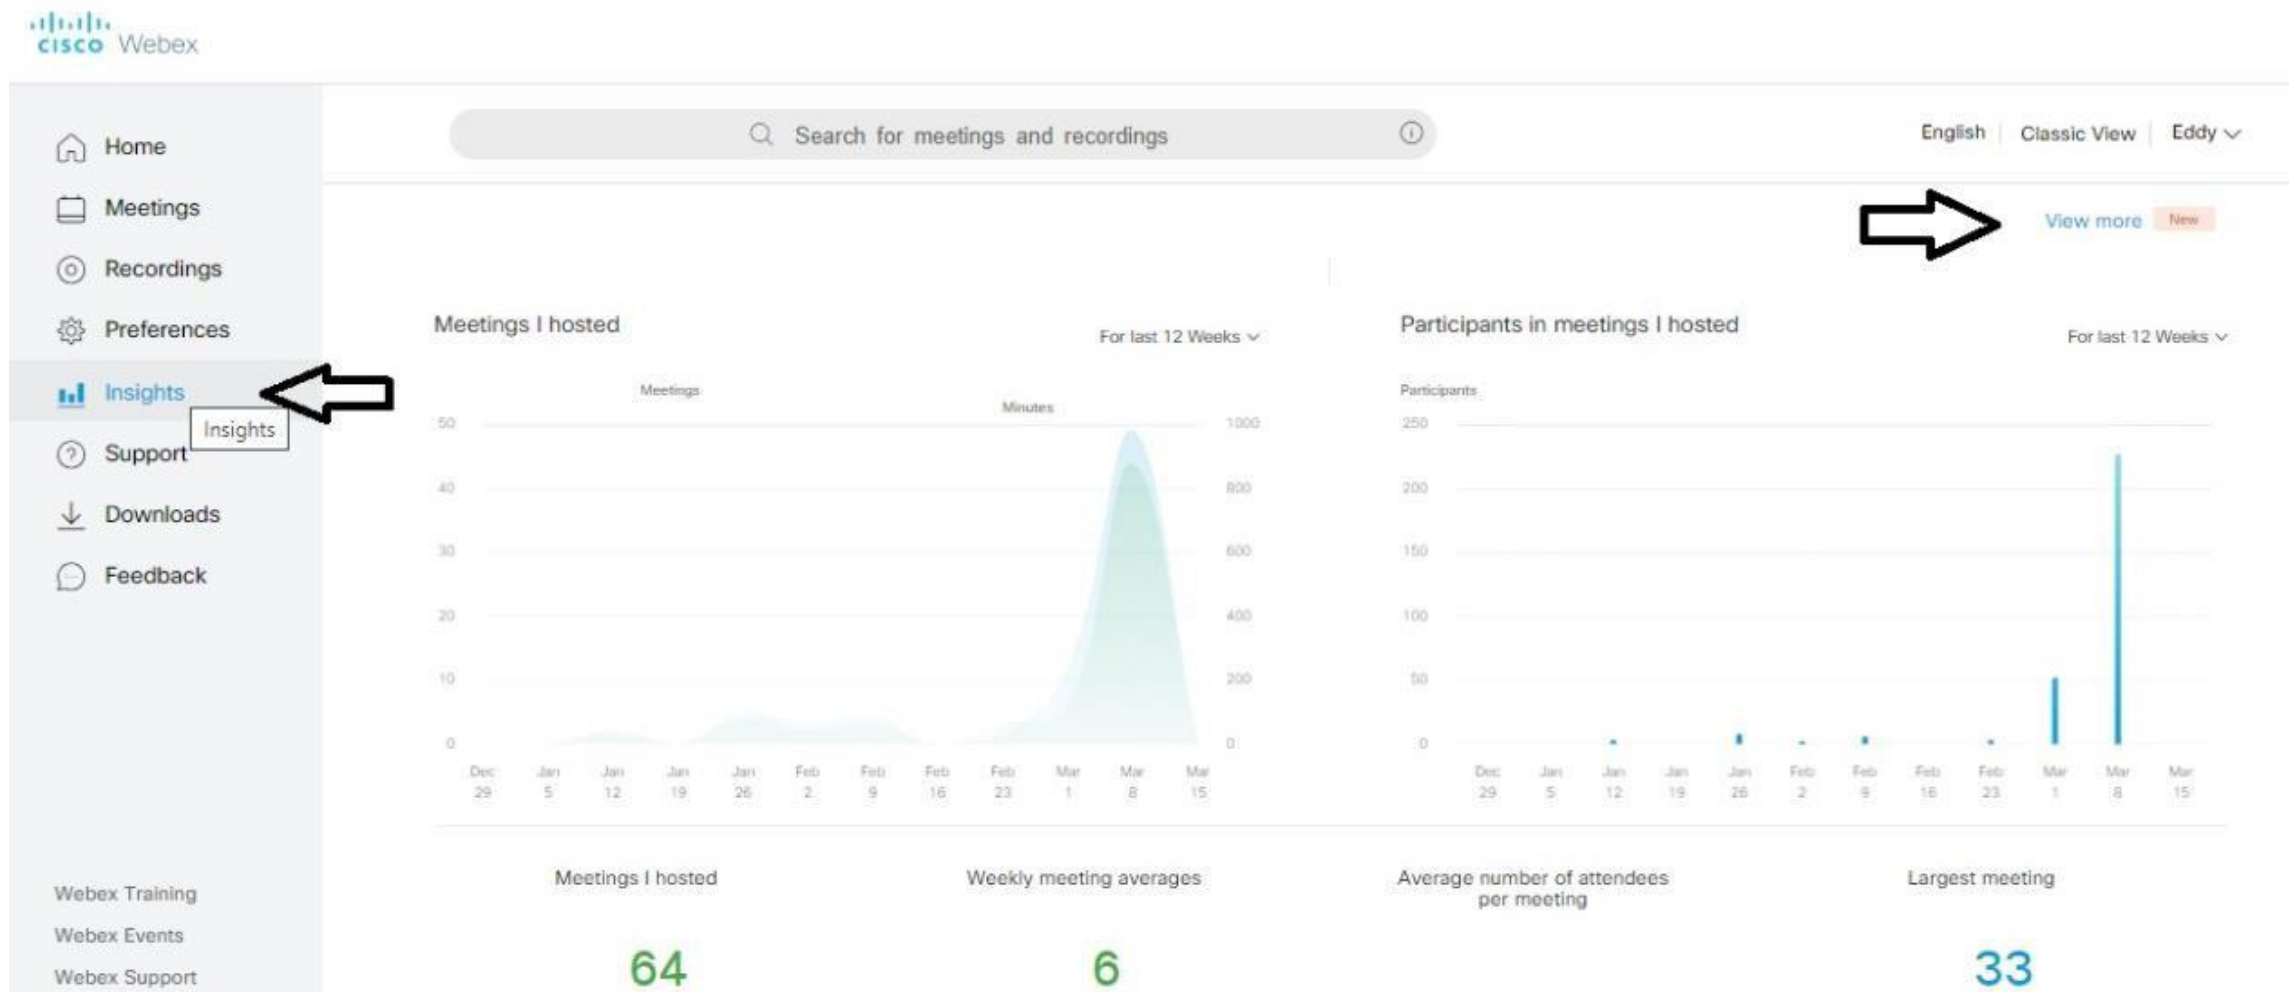 CISCO Webex
Home
Meetings
Recordings
Preferences
Insights
Insights
Support
Downloads
Feedback
Webex Training
Webex Events
Webex Support
Search for meetings and recordings
English
Classic View
Eddy
View more
New
Meetings I hosted
For last 12 Weeks
Meetings
Minutes
50
40
30
20
10
0
1000
800
600
400
200
0
Dec Jan Jan Jan Jan Feb Feb Feb Feb Mar Mar Mar
29 5 12 19 26 2 9 16 23 1 8 15
Participants in meetings I hosted
For last 12 Weeks
Participants
250
200
150
100
50
0
Dec Jan Jan Jan Jan Feb Feb Feb Feb Mar Mar Mar
29 5 12 19 26 2 9 16 23 1 8 15
Meetings I hosted
64
Weekly meeting averages
6
Average number of attendees
per meeting
Largest meeting
33